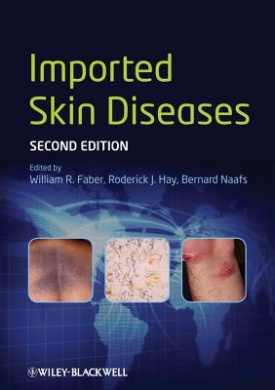 Imported
Skin Diseases
SECOND EDITION
Edited by
William R. Faber, Roderick J. Hay, Bernard Naafs
WILEY-BLACKWELL